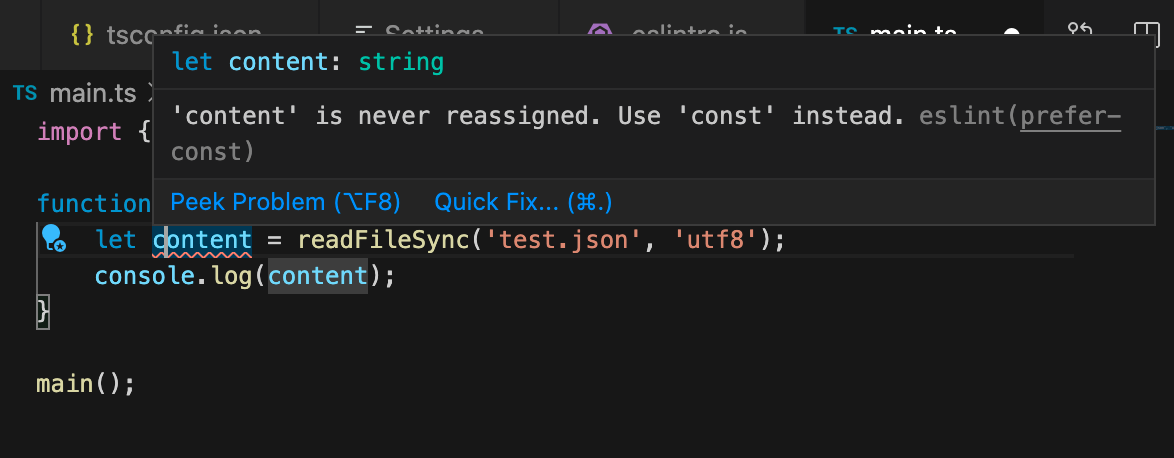 {} tsconfig.json Settings .eslintrc.js TS main.ts
let content: string
TS main.ts
'content' is never reassigned. Use 'const' instead. eslint(prefer-
const)
import {
Peek Problem (⌥F8) Quick Fix... (⌘.)
function
let content = readFileSync('test.json', 'utf8');
console.log(content);
}
main();